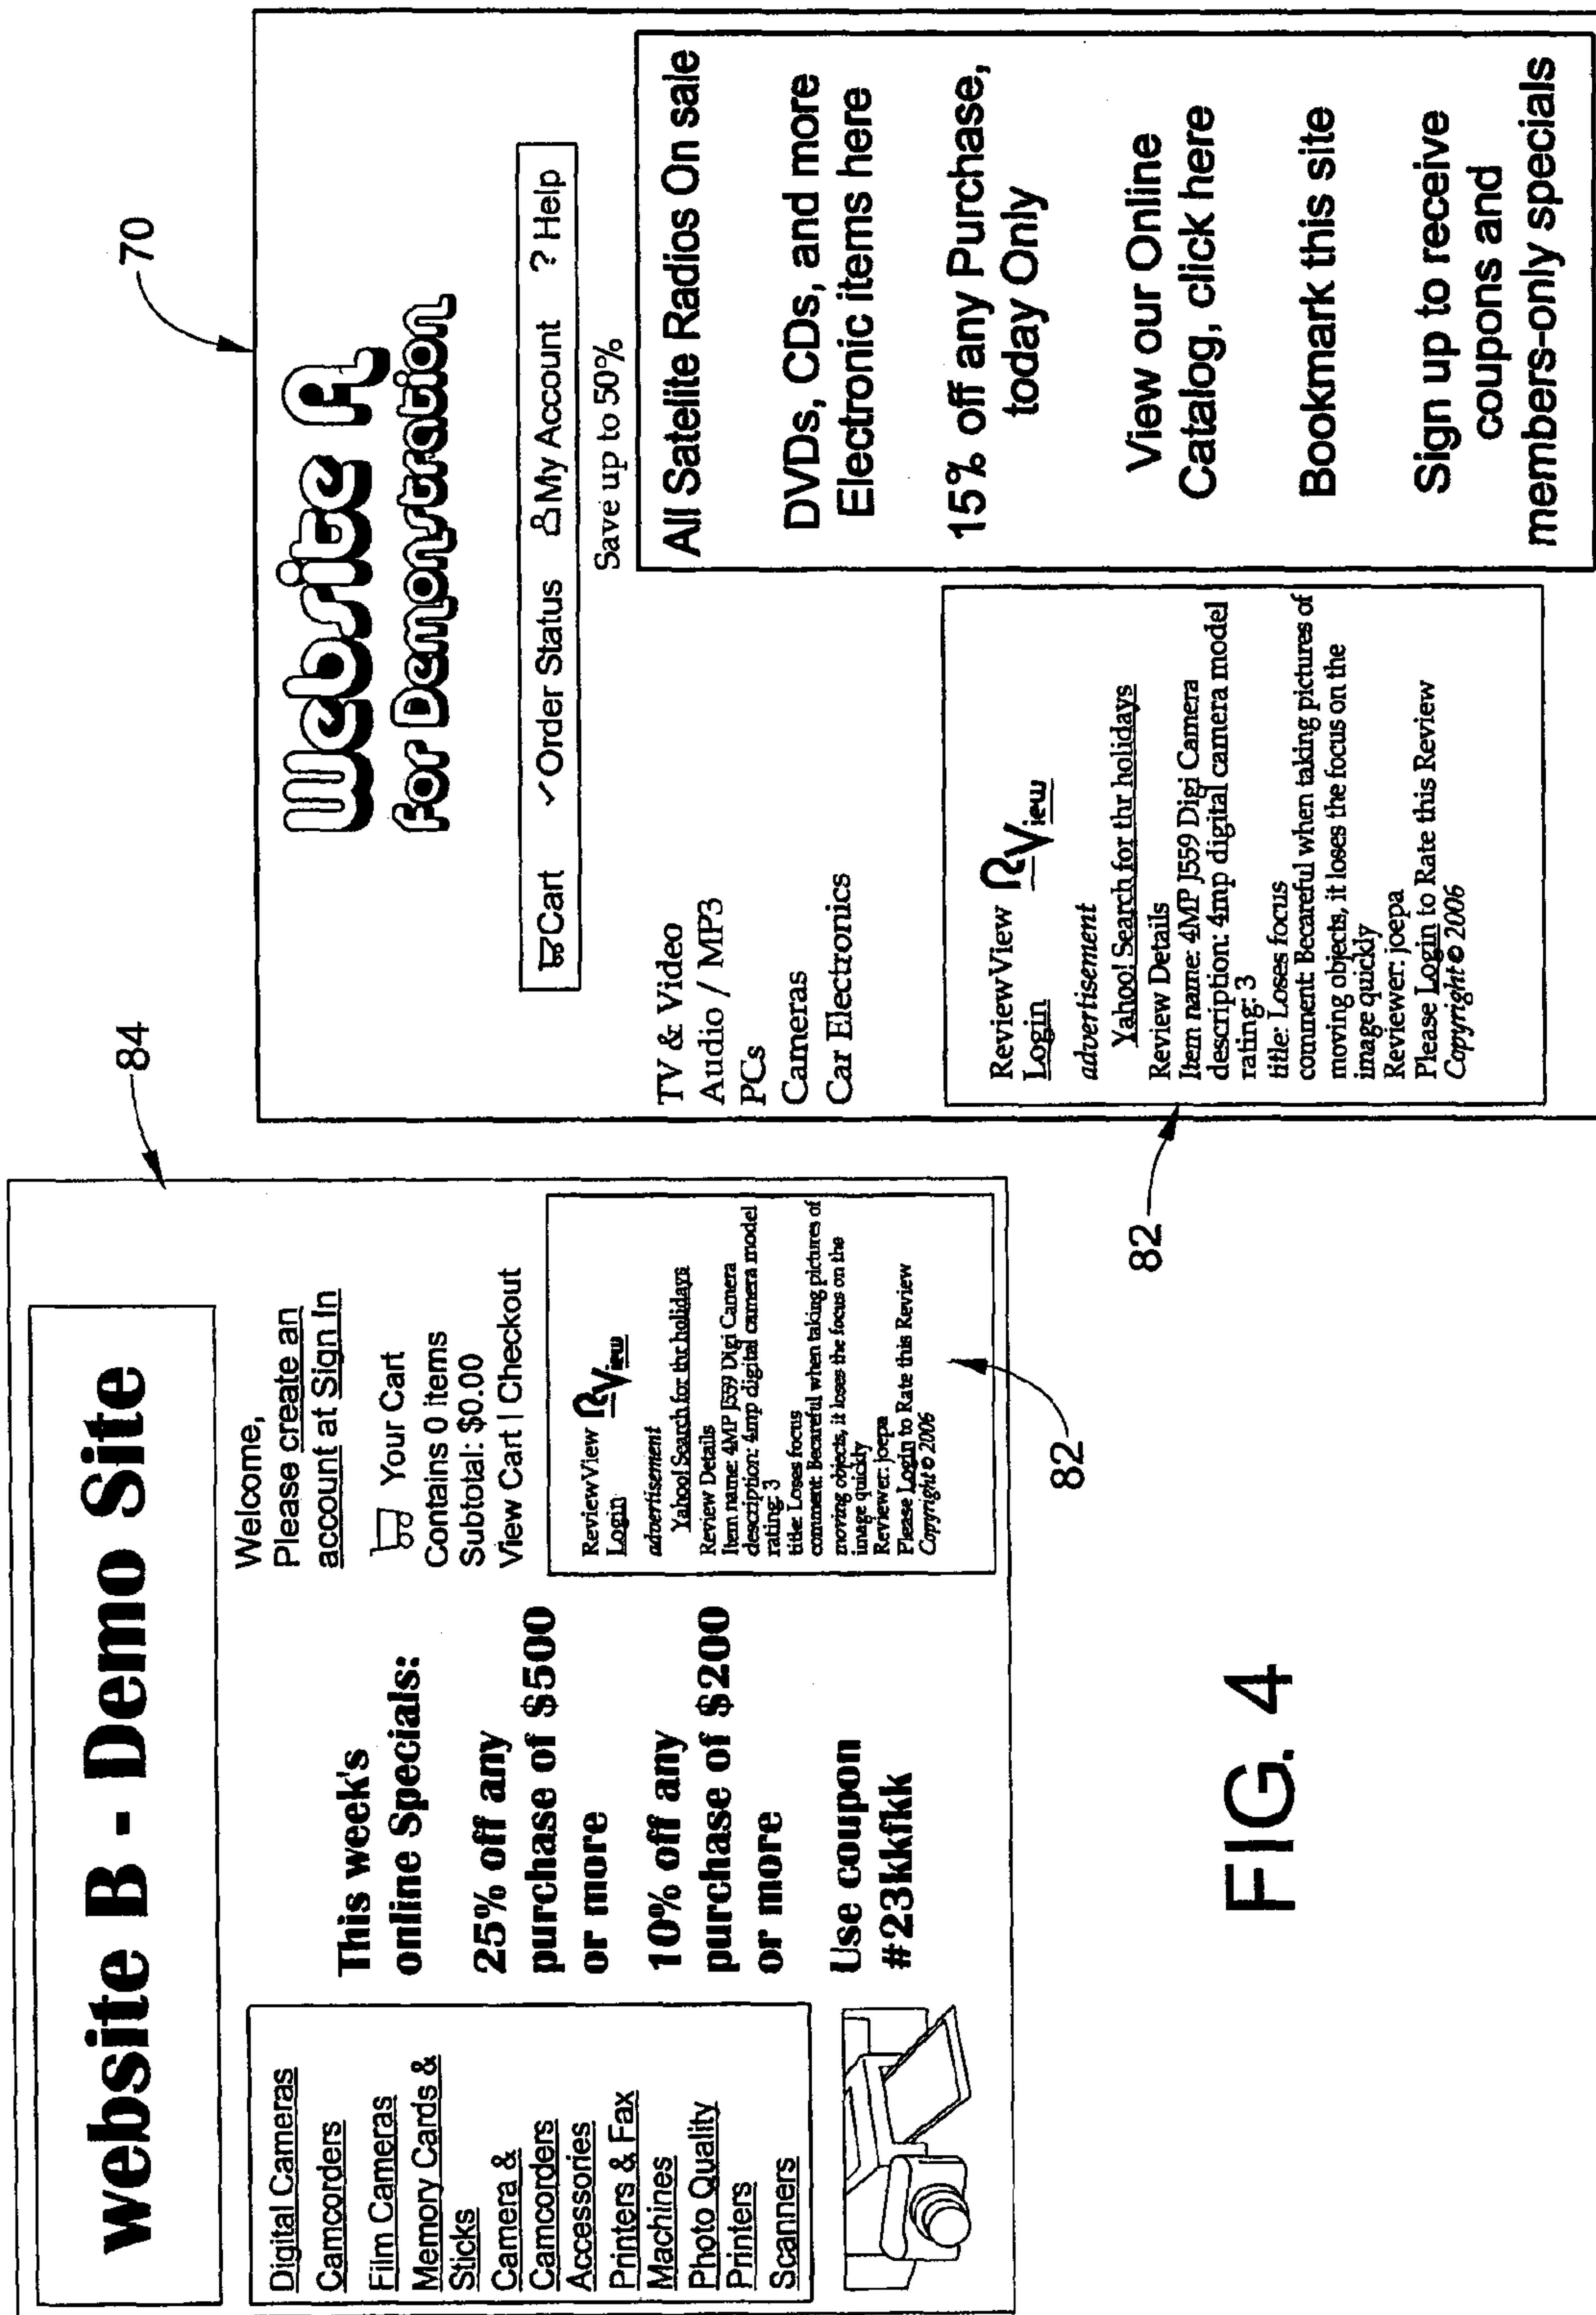 website B - Demo Site
84
Digital Cameras
Camcorders
Film Cameras
Memory Cards &
Sticks
Camera &
Camcorders
Accessories
Printers & Fax
Machines
Photo Quality
Printers
Scanners
This week's
online Specials:
25% off any
purchase of $500
or more
10% off any
purchase of $200
or more
Use coupon
#23kkfkk
Welcome,
Please create an
account at Sign In
Your Cart
Contains 0 items
Subtotal: $0.00
View Cart | Checkout
ReviewView RView
Login
advertisement
Yahoo! Search for thr holidays
Review Details
Item name: 4MP J559 Digi Camera
description: 4mp digital camera model
rating: 3
title: Loses focus
comment: Becareful when taking pictures of
moving objects, it loses the focus on the
image quickly
Reviewer: joepa
Please Login to Rate this Review
Copyright © 2006
82
70
Website A
For Demonstration
Cart ✓Order Status My Account ? Help
Save up to 50%
TV & Video
Audio / MP3
PCs
Cameras
Car Electronics
All Satelite Radios On sale
DVDs, CDs, and more
Electronic items here
15% off any Purchase,
today Only
View our Online
Catalog, click here
Bookmark this site
Sign up to receive
coupons and
members-only specials
ReviewView RView
Login
advertisement
Yahoo! Search for thr holidays
Review Details
Item name: 4MP J559 Digi Camera
description: 4mp digital camera model
rating: 3
title: Loses focus
comment: Becareful when taking pictures of
moving objects, it loses the focus on the
image quickly
Reviewer: joepa
Please Login to Rate this Review
Copyright © 2006
82
FIG. 4